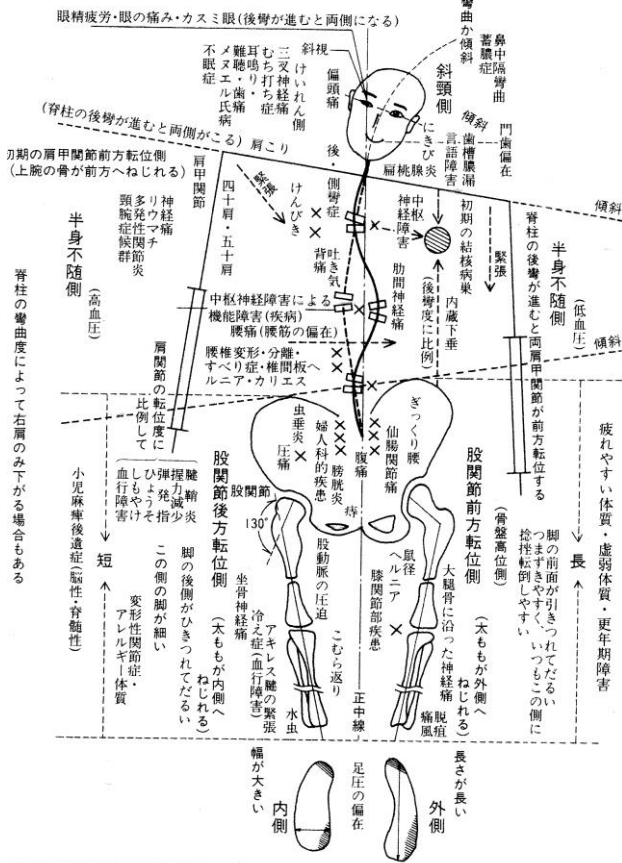 眼精疲労・眼の痛み・カスミ眼(後彎が進むと両側になる)
彎曲か傾斜
鼻中隔彎曲
蓄膿症
斜頸側
傾斜
門歯偏在
歯槽膿漏
言語障害
にきび
扁桃腺炎
斜視
偏頭痛
けいれん側
三叉神経痛
むち打ち症
耳鳴り・
難聴・歯痛
メヌエル氏病
不眠症
(脊柱の後彎が進むと両側がこる)肩こり
初期の肩甲関節前方転位側
(上腕の骨が前方へねじれる)
肩甲関節
緊張
けんびき
後・側彎症
四十肩・五十肩
神経痛
リウマチ
多発性関節炎
頸腕症候群
半身不随側
(高血圧)
脊柱の彎曲度によって右肩のみ下がる場合もある
吐き気
背痛
中枢神経障害
初期の結核病巣
緊張
傾斜
脊柱の後彎が進むと両肩甲関節が前方転位する
半身不随側
(低血圧)
肋間神経痛
(後彎度に比例)
内蔵下垂
中枢神経障害による
機能障害(疾病)
腰痛(腰筋の偏在)
腰椎変形・分離・
すべり症・椎間板ヘ
ルニア・カリエス
傾斜
肩関節の転位度に
比例して
腱鞘炎
握力減少
弾発指
ひょうそ
しもやけ
血行障害
小児麻痺後遺症(脳性・脊髄性)
短
虫垂炎
圧痛
婦人科的疾患
膀胱炎
腹痛
仙腸関節痛
ぎっくり腰
痔
股関節
130°
股関節後方転位側
股関節前方転位側
(骨盤高位側)
この側の脚が細い
脚の後側がひきつれてだるい
変形性関節症・
アレルギー体質
(太ももが内側へ
ねじれる)
坐骨神経痛
股動脈の圧迫
冷え症(血行障害)
アキレス腱の緊張
こむら返り
水虫
正中線
鼠径
ヘルニア
膝関節部疾患
大腿骨に沿った神経痛
(太ももが外側へ
ねじれる)
脱疽
痛風
脚の前面が引きつれてだるい
つまずきやすく、いつもこの側に
捻挫転倒しやすい
長
疲れやすい体質・虚弱体質・更年期障害
幅が大きい
内側
足圧の偏在
外側
長さが長い